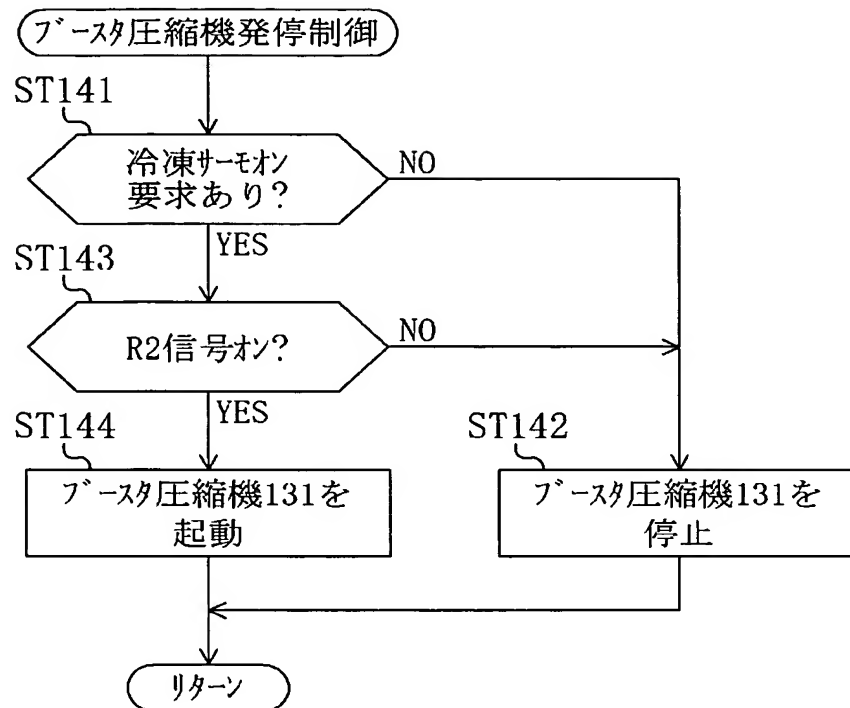 ブースタ圧縮機発停制御
ST141
冷凍サーモオン
要求あり?
NO
YES
ST143
R2信号オン?
NO
YES
ST144
ST142
ブースタ圧縮機131を
起動
ブースタ圧縮機131を
停止
リターン